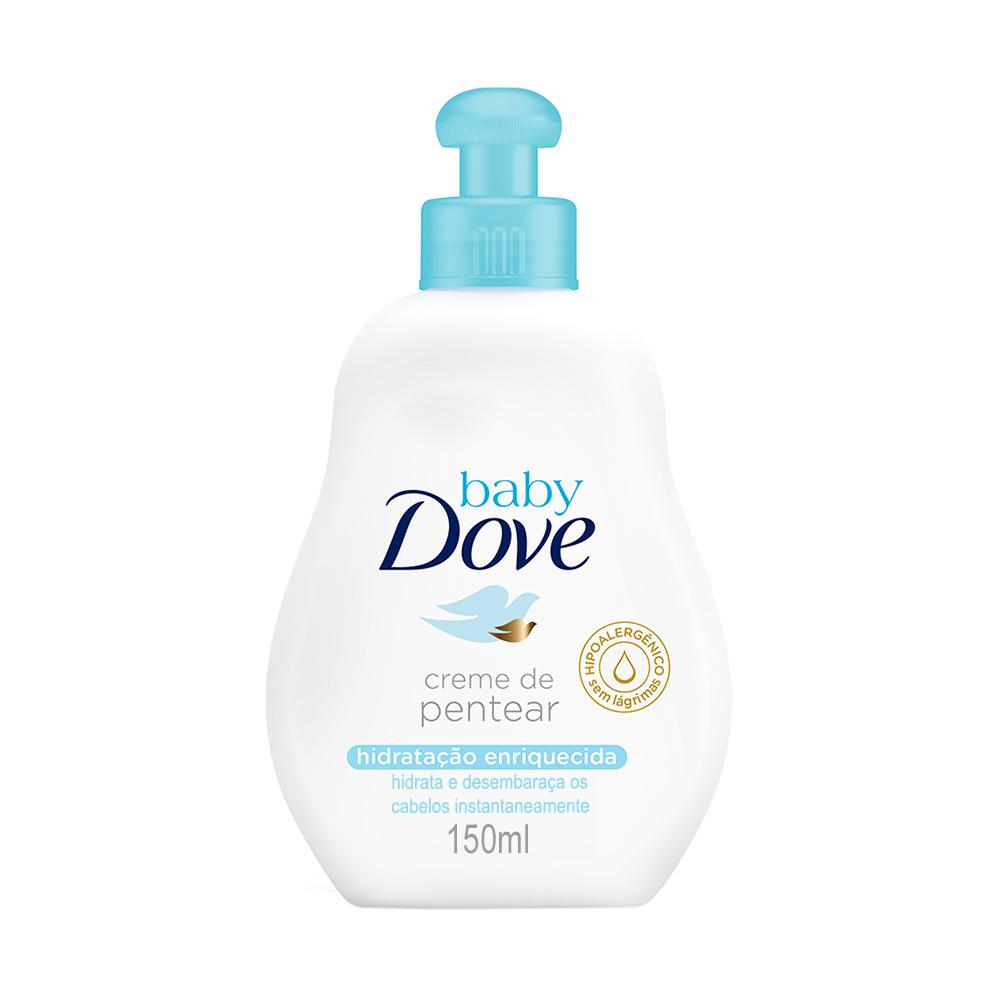 baby
Dove
creme de
pentear
HIPOALERGÊNICO
sem lágrimas
hidratação enriquecida
hidrata e desembaraça os
cabelos instantaneamente
150ml